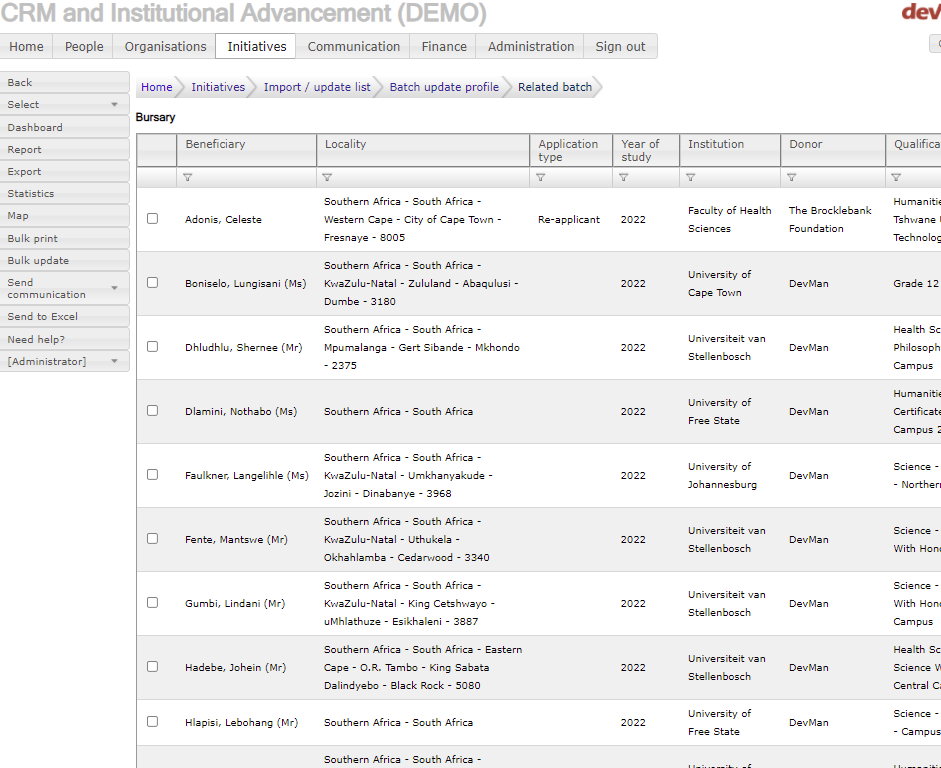 CRM and Institutional Advancement (DEMO)
dev
Home People Organisations Initiatives Communication Finance Administration Sign out
Back
Select
Dashboard
Report
Export
Statistics
Map
Bulk print
Bulk update
Send
communication
Send to Excel
Need help?
[Administrator]
Home Initiatives Import / update list Batch update profile Related batch
Bursary
Beneficiary
Locality
Application
type
Year of
study
Institution
Donor
Qualifica
Adonis, Celeste
Southern Africa - South Africa -
Western Cape - City of Cape Town -
Fresnaye - 8005
Re-applicant
2022
Faculty of Health
Sciences
The Brocklebank
Foundation
Humanitie
Tshwane
Technolog
Boniselo, Lungisani (Ms)
Southern Africa - South Africa -
KwaZulu-Natal - Zululand - Abaqulusi -
Dumbe - 3180
2022
University of
Cape Town
DevMan
Grade 12
Dhludhlu, Shernee (Mr)
Southern Africa - South Africa -
Mpumalanga - Gert Sibande - Mkhondo
- 2375
2022
Universiteit van
Stellenbosch
DevMan
Health Sc
Philosoph
Campus
Dlamini, Nothabo (Ms)
Southern Africa - South Africa
2022
University of
Free State
DevMan
Humanitie
Certificate
Campus 2
Faulkner, Langelihle (Ms)
Southern Africa - South Africa -
KwaZulu-Natal - Umkhanyakude -
Jozini - Dinabanye - 3968
2022
University of
Johannesburg
DevMan
Science -
- Northern
Fente, Mantswe (Mr)
Southern Africa - South Africa -
KwaZulu-Natal - Uthukela -
Okhahlamba - Cedarwood - 3340
2022
Universiteit van
Stellenbosch
DevMan
Science -
With Hono
Gumbi, Lindani (Mr)
Southern Africa - South Africa -
KwaZulu-Natal - King Cetshwayo -
uMhlathuze - Esikhaleni - 3887
2022
Universiteit van
Stellenbosch
DevMan
Science -
With Hono
Campus
Hadebe, Johein (Mr)
Southern Africa - South Africa - Eastern
Cape - O.R. Tambo - King Sabata
Dalindyebo - Black Rock - 5080
2022
Universiteit van
Stellenbosch
DevMan
Health Sc
Science W
Central Ca
Hlapisi, Lebohang (Mr)
Southern Africa - South Africa
2022
University of
Free State
DevMan
Science -
- Campus
Southern Africa - South Africa -